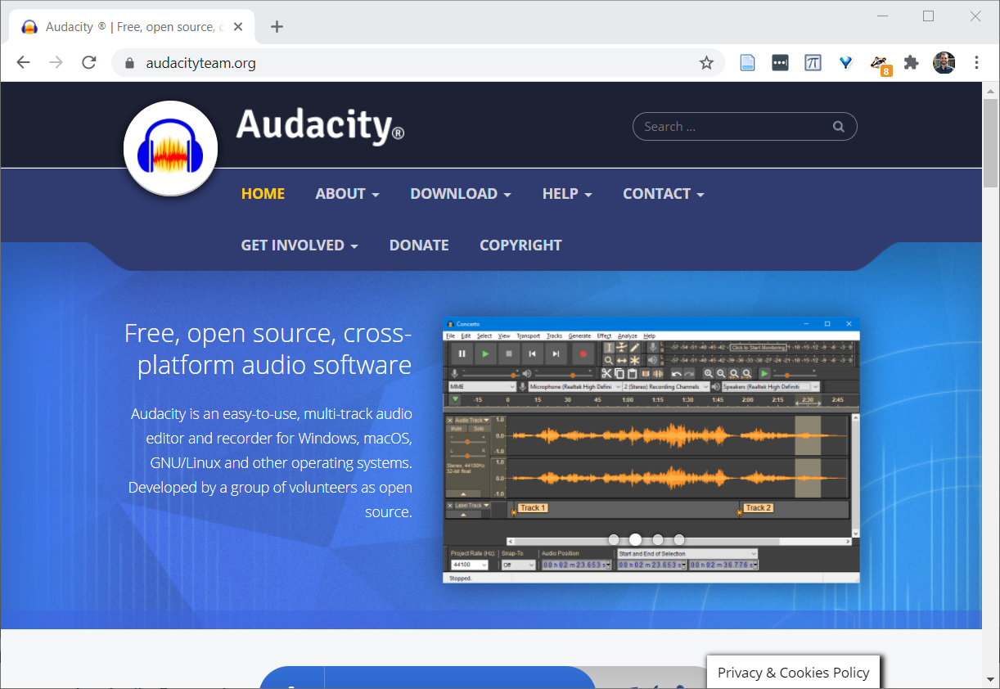 Audacity ® | Free, open source, c
audacityteam.org
8
Audacity®
Search ...
HOME ABOUT DOWNLOAD HELP CONTACT
GET INVOLVED DONATE COPYRIGHT
Free, open source, cross-
platform audio software
Audacity is an easy-to-use, multi-track audio
editor and recorder for Windows, macOS,
GNU/Linux and other operating systems.
Developed by a group of volunteers as open
source.
Concerto
File Edit Select View Transport Tracks Generate Effect Analyze Help
L R -57 -54 -51 -48 -45 -42 Click to Start Monitoring -21 -18 -15 -12 -9 -6 -3 0
L R -57 -54 -51 -48 -45 -42 -39 -36 -33 -30 -27 -24 -21 -18 -15 -12 -9 -6 -3 0
MME Microphone (Realtek High Defini 2 (Stereo) Recording Channels Speakers (Realtek High Definiti
-15 0 15 30 45 1:00 1:15 1:30 1:45 2:00 2:15 2:30 2:45
Audio Track 1.0
Mute Solo
0.0
L R -1.0
Stereo, 44100Hz 1.0
32-bit float
0.0
-1.0
Label Track Track 1 Track 2
Project Rate (Hz): Snap-To Audio Position Start and End of Selection
44100 Off 00 h 02 m 23.653 s 00 h 02 m 23.653 s 00 h 02 m 36.776 s
Stopped.
Privacy & Cookies Policy